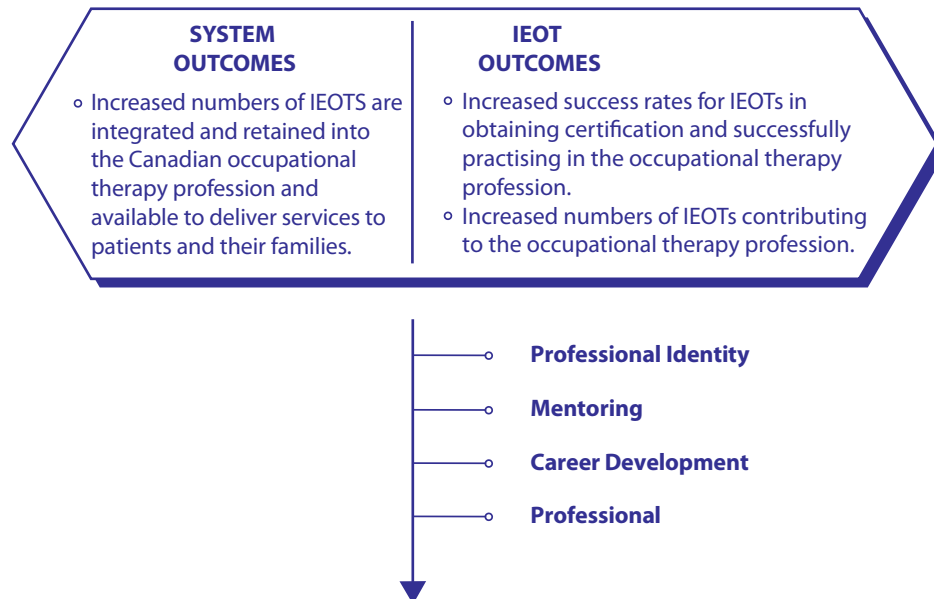 SYSTEM
OUTCOMES
Increased numbers of IEOTS are
integrated and retained into
the Canadian occupational
therapy profession and
available to deliver services to
patients and their families.
IEOT
OUTCOMES
Increased success rates for IEOTs in
obtaining certification and successfully
practising in the occupational therapy
profession.
Increased numbers of IEOTs contributing
to the occupational therapy profession.
Professional Identity
Mentoring
Career Development
Professional